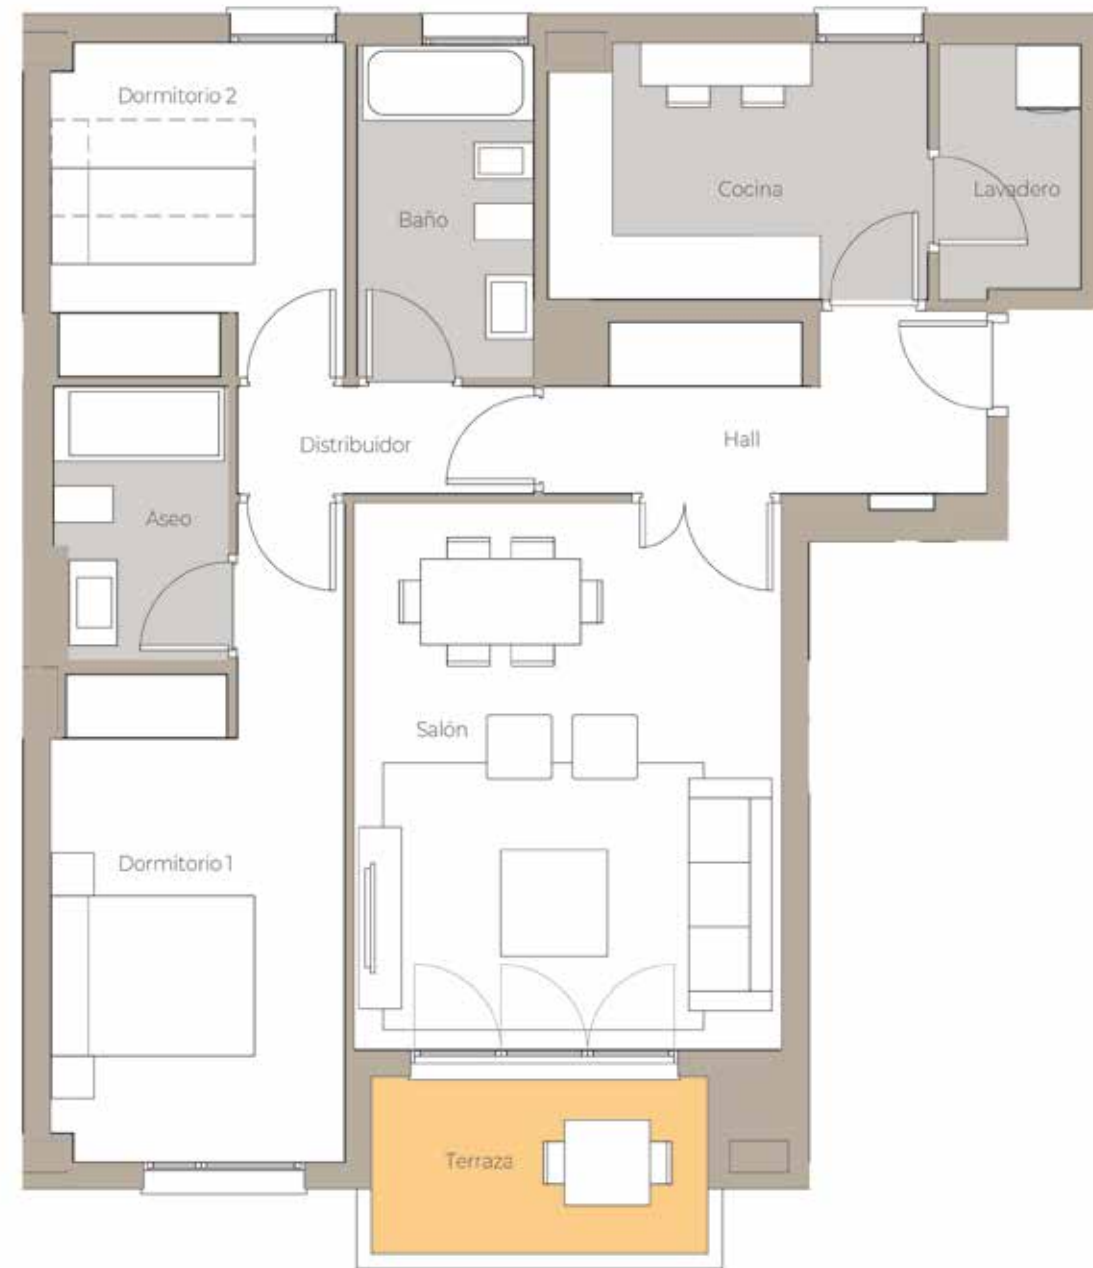 Dormitorio 2
Cocina
Lavadero
Baño
Distribuidor
Hall
Aseo
Salón
Dormitorio 1
Terraza